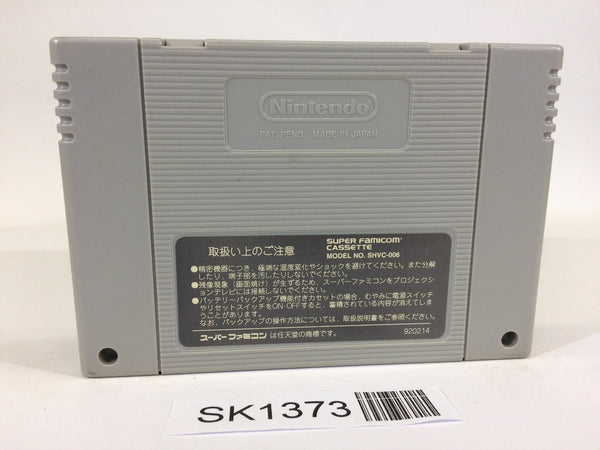 Nintendo
PAT. PEND. MADE IN JAPAN
取扱い上のご注意
SUPER FAMICOM
CASSETTE
MODEL NO. SHVC-006
●精密機器につき、極端な温度変化やショックを避けてください。また分解
したり、端子部を汚したりしないでください。
●残像現象(画面焼け)が生ずるため、スーパーファミコンをプロジェクシ
ョンテレビには接続しないでください。
●バッテリーバックアップ機能付きカセットの場合、むやみに電源スイッチ
やリセットスイッチをON・OFFすると、蓄積されている内容が消えてしま
うことがあります。
なお、バックアップの操作方法については、取扱説明書をご参照ください。
スーパーファミコン は任天堂の商標です。
920214
SK1373